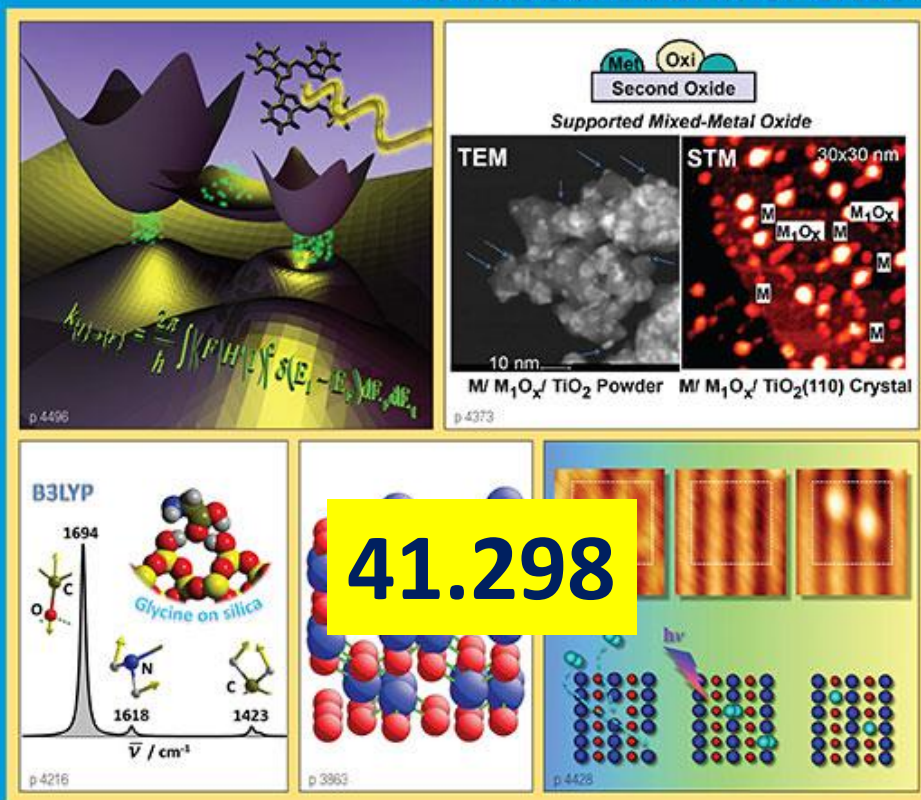 Met Oxi
Second Oxide
Supported Mixed-Metal Oxide
TEM
10 nm
M/ M₁Oₓ/ TiO₂ Powder
STM
30x30 nm
M
M₁Oₓ
M₁Oₓ
M
M
M
M
M/ M₁Oₓ/ TiO₂(110) Crystal
p 4496
p 4373
B3LYP
1694
C
O
Glycine on silica
N
C
1618
1423
ν̅ / cm⁻¹
p 4216
41.298
p 3863
hν
p 4428